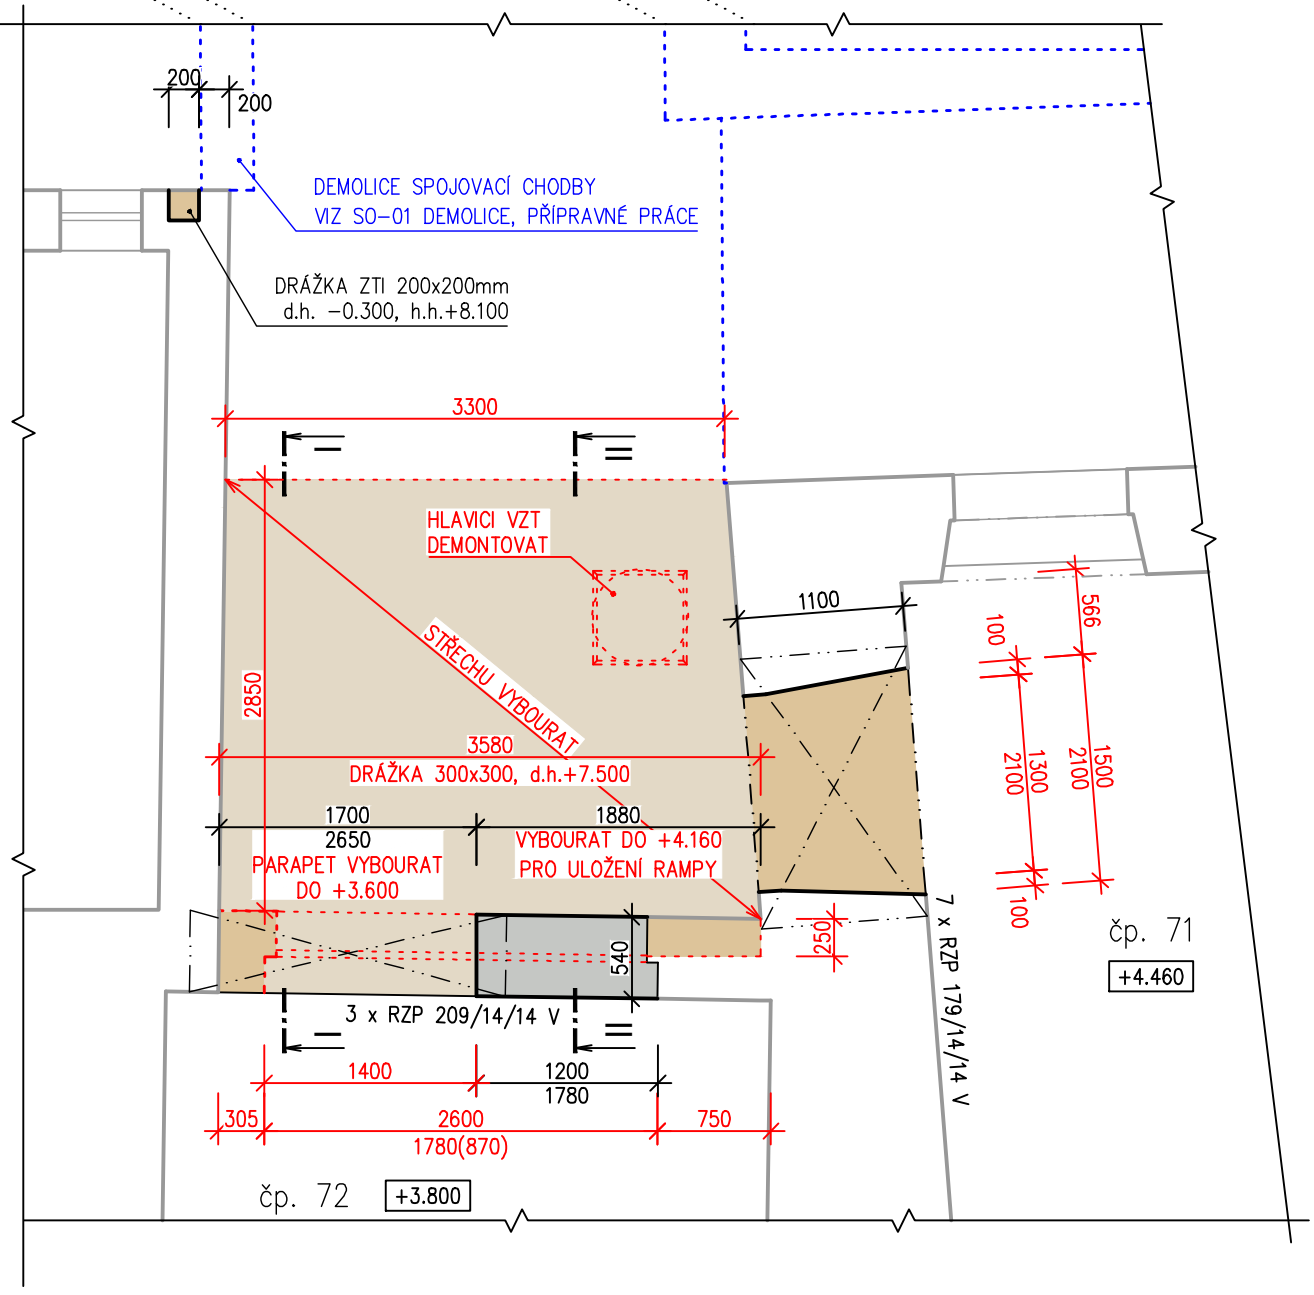 200
200
DEMOLICE SPOJOVACÍ CHODBY
VIZ SO-01 DEMOLICE, PŘÍPRAVNÉ PRÁCE
DRÁŽKA ZTI 200x200mm
d.h. -0.300, h.h.+8.100
3300
I
II
HLAVICI VZT
DEMONTOVAT
STŘECHU VYBOURAT
2850
1100
566
100
1500
2100
1300
2100
100
3580
DRÁŽKA 300x300, d.h.+7.500
1700
2650
1880
PARAPET VYBOURAT
DO +3.600
VYBOURAT DO +4.160
PRO ULOŽENÍ RAMPY
250
540
čp. 71
+4.460
7 x RZP 179/14/14 V
3 x RZP 209/14/14 V
I
II
1400
1200
1780
305
2600
1780(870)
750
čp. 72
+3.800